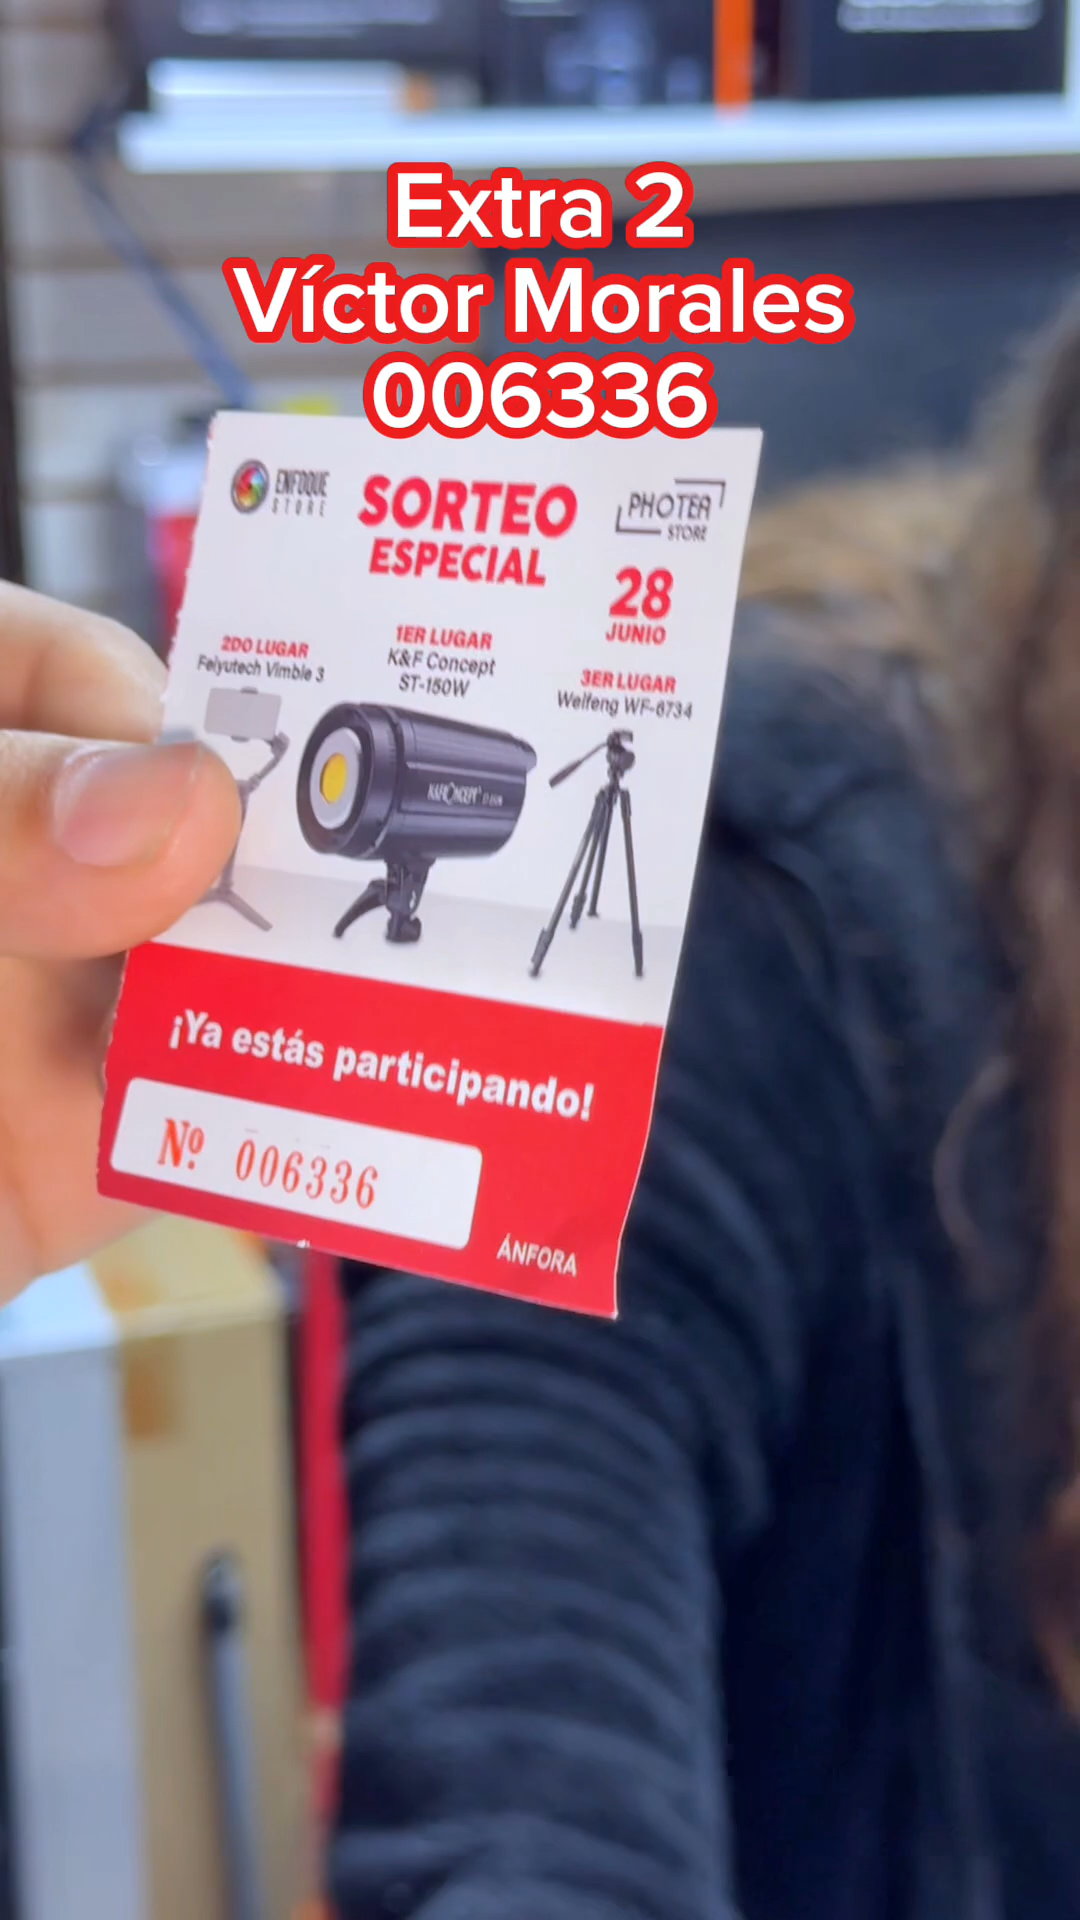 Extra 2
Víctor Morales
006336
ENFOQUE
STORE
SORTEO
ESPECIAL
PHOTER
STORE
28
JUNIO
2DO LUGAR
Feiyutech Vimble 3
1ER LUGAR
K&F Concept
ST-150W
3ER LUGAR
Weifeng WF-6734
K&F CONCEPT
¡Ya estás participando!
Nº 006336
ÁNFORA